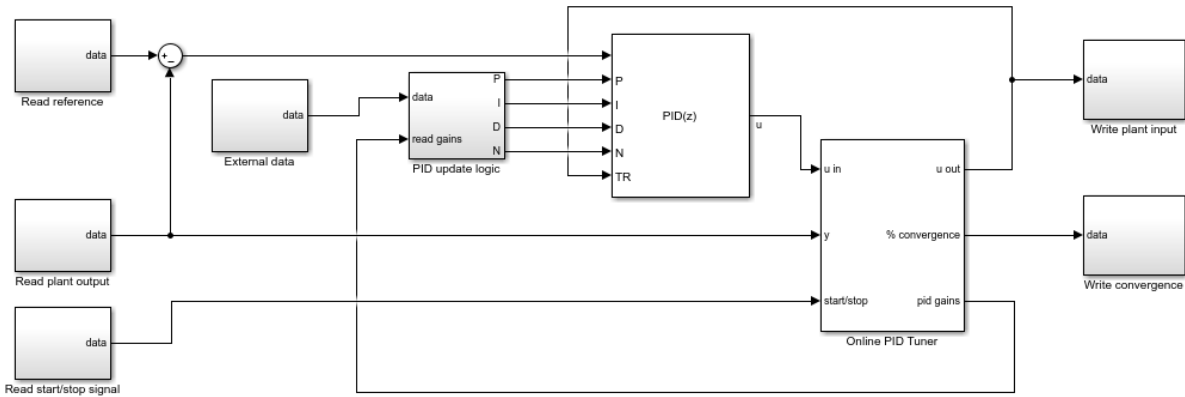 data
Read reference
+
−
data
External data
data
read gains
P
I
D
N
PID update logic
P
I
D
N
TR
PID(z)
u
data
Write plant input
data
Read plant output
u in
y
start/stop
u out
% convergence
pid gains
Online PID Tuner
data
Write convergence
data
Read start/stop signal